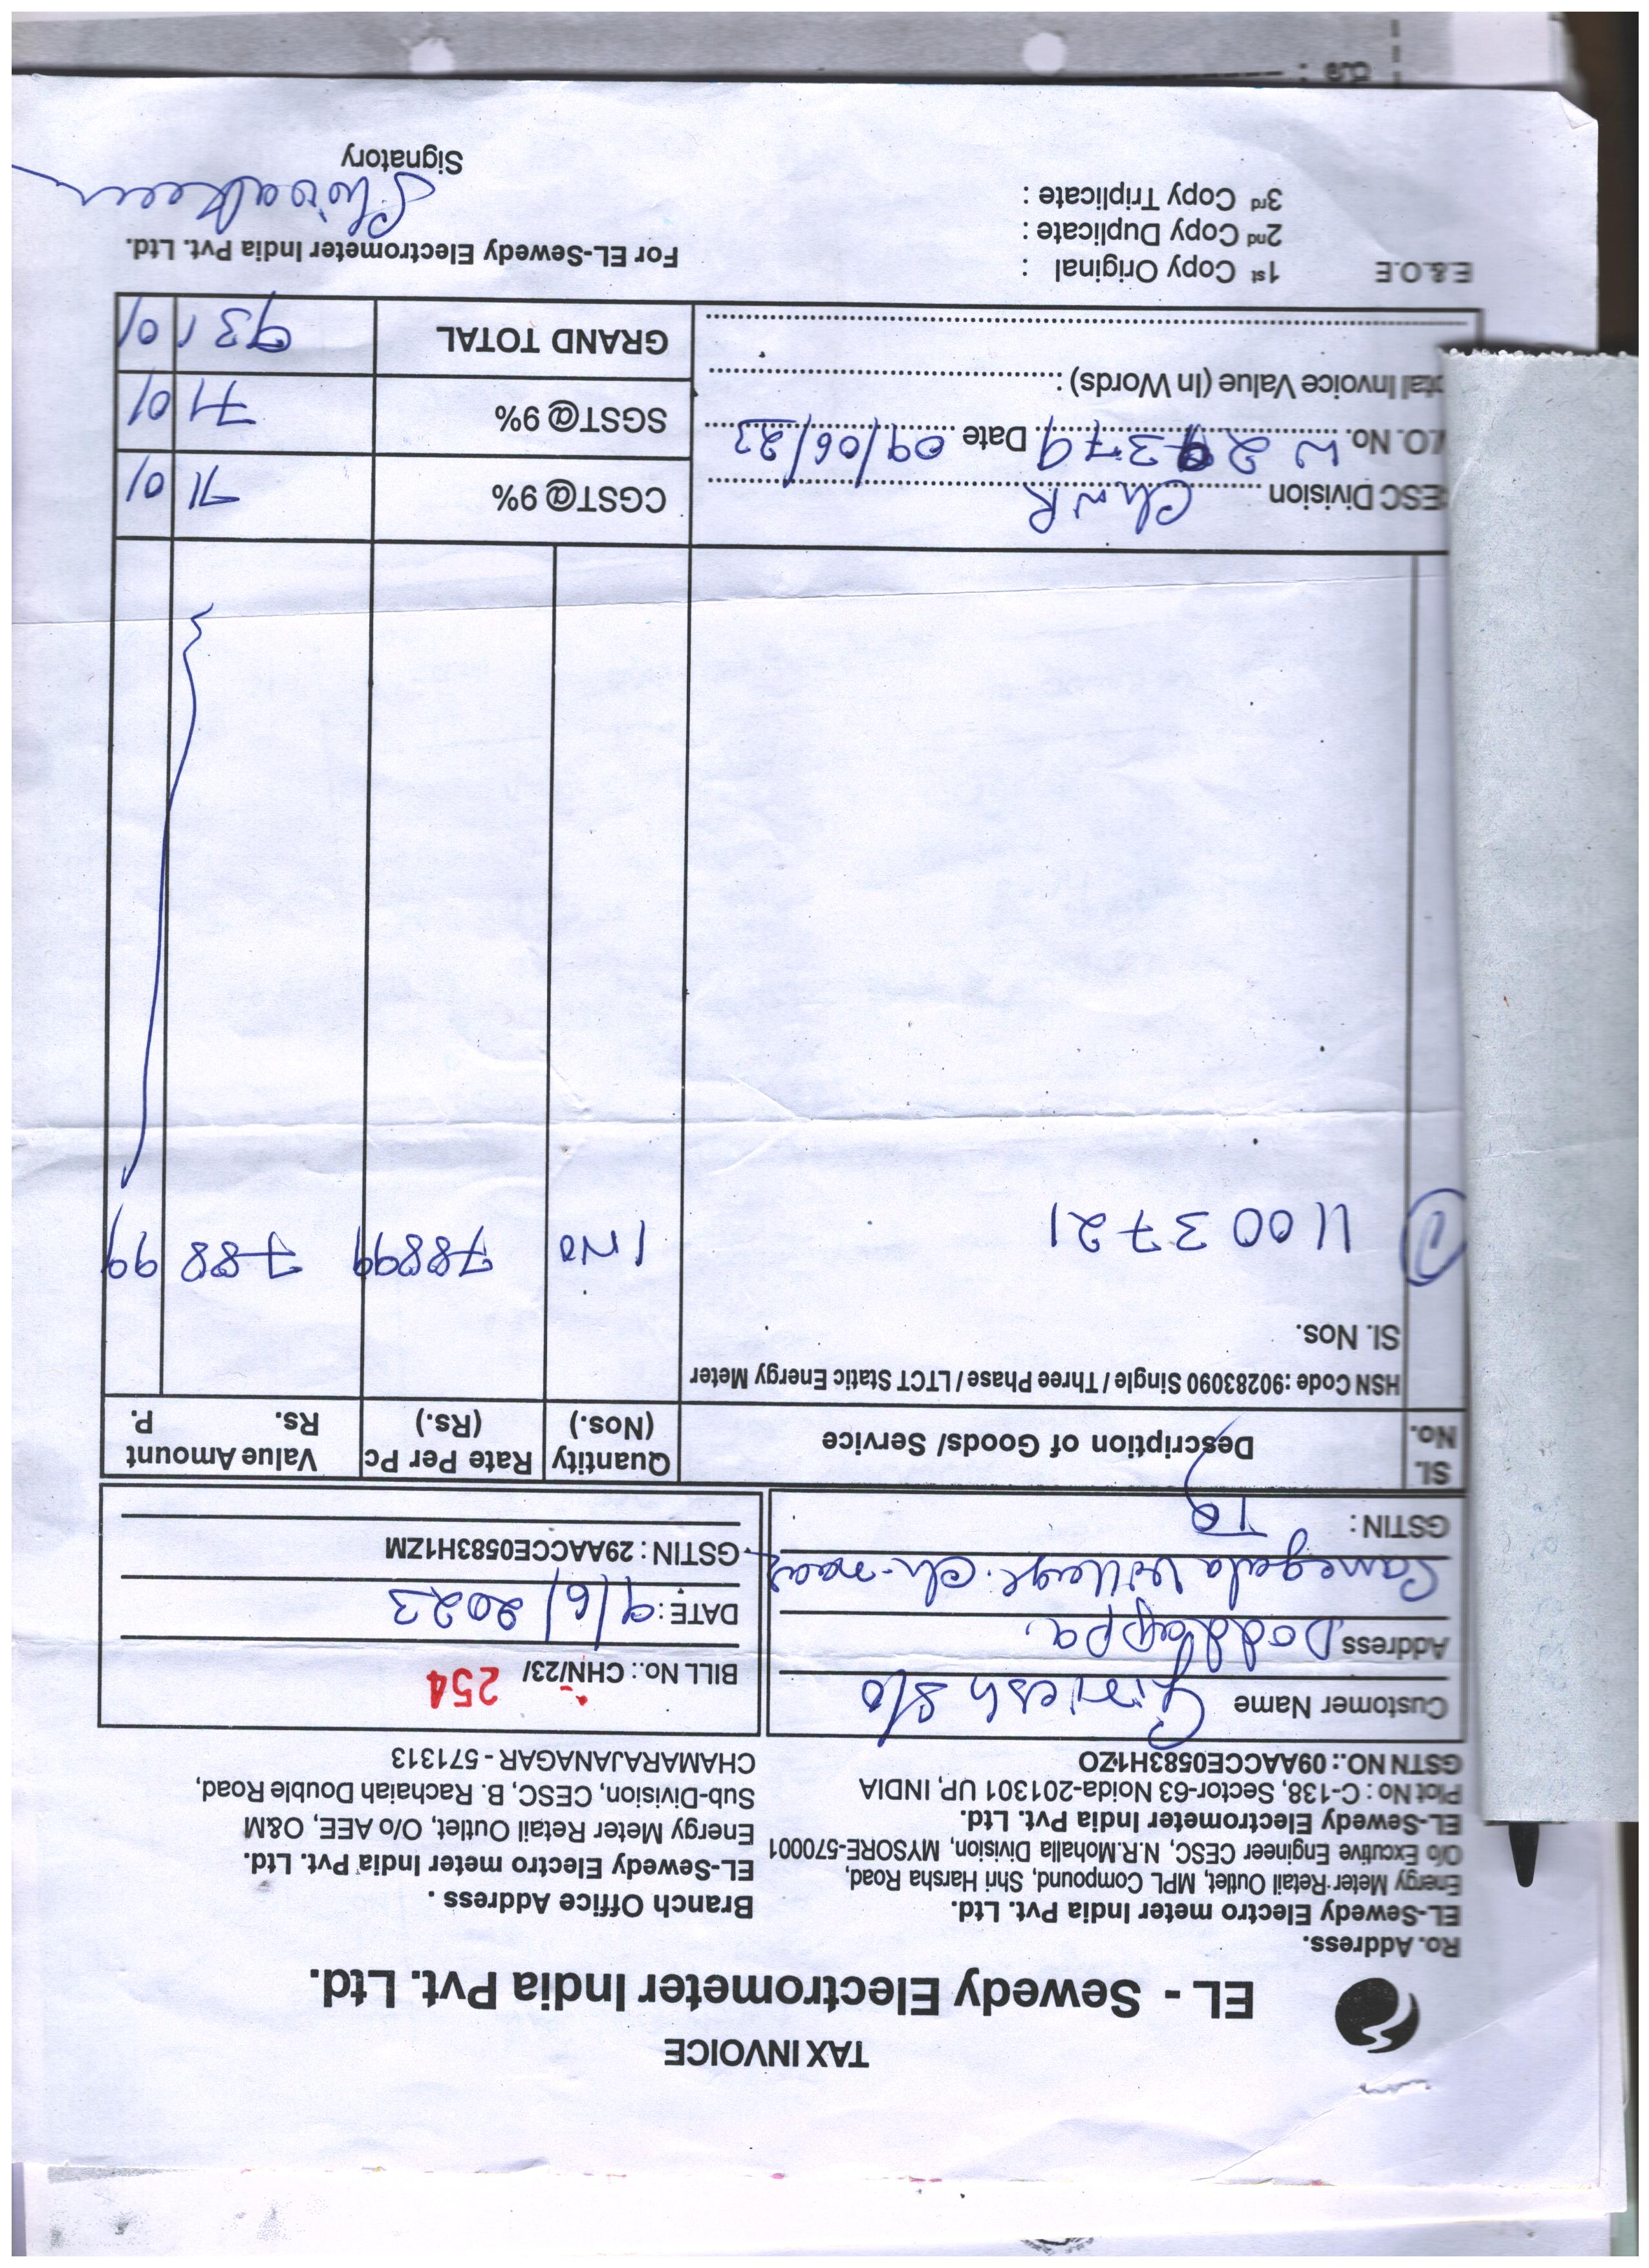 TAX INVOICE
EL - Sewedy Electrometer India Pvt. Ltd.
Ro. Address.
EL-Sewedy Electro meter India Pvt. Ltd.
Energy Meter Retail Outlet, MPL Compound, Shri Harsha Road,
O/o Excutive Engineer CESC, N.R.Mohalla Division, MYSORE-570001
EL-Sewedy Electrometer India Pvt. Ltd.
Plot No : C-138, Sector-63 Noida-201301 UP, INDIA
GSTN NO.: 09AACCE0583H1ZO
Branch Office Address .
EL-Sewedy Electro meter India Pvt. Ltd.
Energy Meter Retail Outlet, O/o AEE, O&M
Sub-Division, CESC, B. Rachaiah Double Road,
CHAMARAJANAGAR - 571313
Customer Name Girish S/o
Address Doddappa
Village
GSTIN : TQ
BILL No.: CHN/23/ 254
DATE: 9/6/2023
GSTIN : 29AACCE0583H1ZM
Sl. No. Description of Goods/ Service Quantity (Nos.) Rate Per Pc (Rs.) Value Amount Rs. P.
HSN Code :90283090 Single / Three Phase / LTCT Static Energy Meter
Sl. Nos.
1 U003721 1 No 78899 788 99
CESC Division ChNR CGST@ 9% 71 01
No. Date 09/06/23 SGST@ 9% 71 01
Invoice Value (In Words) : GRAND TOTAL 931 01
E.& O.E
1st Copy Original :
2nd Copy Duplicate :
3rd Copy Triplicate :
For EL-Sewedy Electrometer India Pvt. Ltd.
Signatory